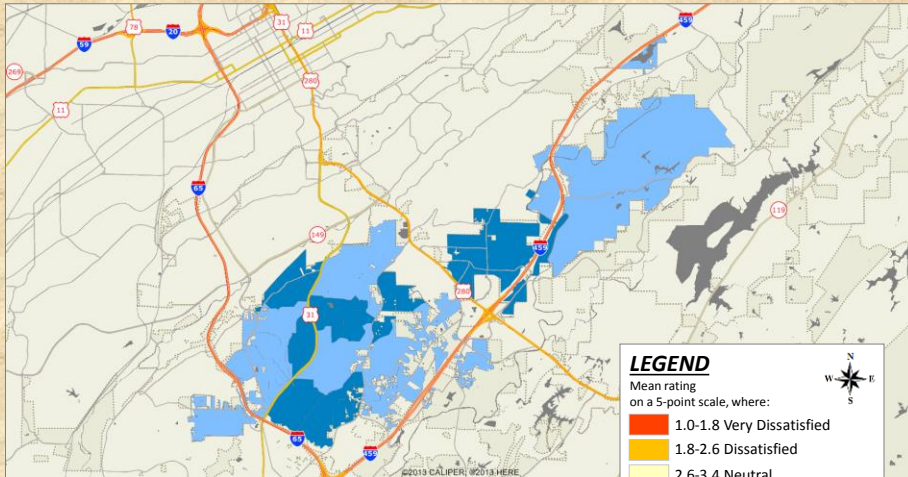 78
31
11
59
20
459
280
269
11
65
119
149
459
280
31
65
459
LEGEND
Mean rating
on a 5-point scale, where:
N
W E
S
1.0-1.8 Very Dissatisfied
1.8-2.6 Dissatisfied
2.6-3.4 Neutral
©2013 CALIPER; ©2013 HERE